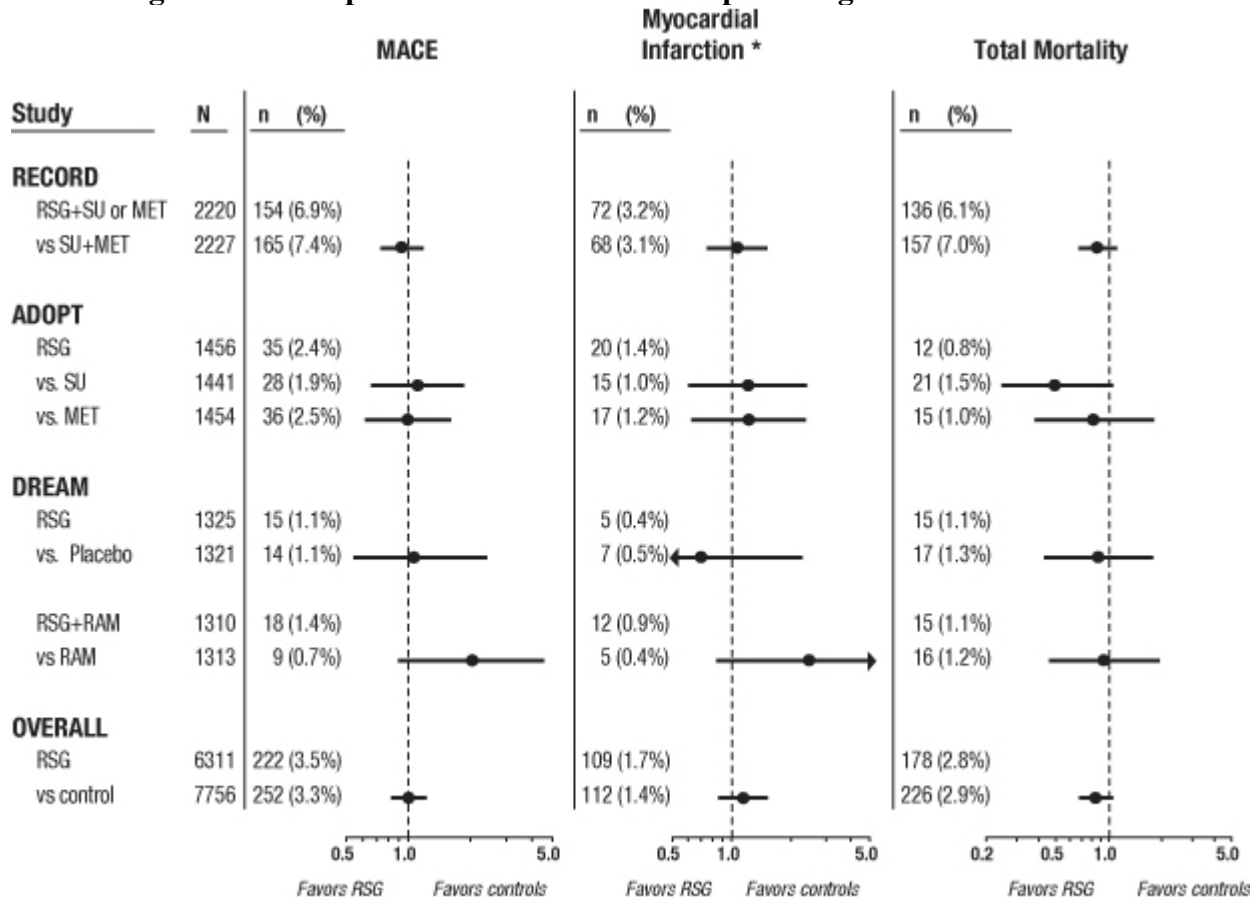 Myocardial
MACE Infarction * Total Mortality
Study N n (%) n (%) n (%)
RECORD
RSG+SU or MET 2220 154 (6.9%) 72 (3.2%) 136 (6.1%)
vs SU+MET 2227 165 (7.4%) 68 (3.1%) 157 (7.0%)
ADOPT
RSG 1456 35 (2.4%) 20 (1.4%) 12 (0.8%)
vs. SU 1441 28 (1.9%) 15 (1.0%) 21 (1.5%)
vs. MET 1454 36 (2.5%) 17 (1.2%) 15 (1.0%)
DREAM
RSG 1325 15 (1.1%) 5 (0.4%) 15 (1.1%)
vs. Placebo 1321 14 (1.1%) 7 (0.5%) 17 (1.3%)
RSG+RAM 1310 18 (1.4%) 12 (0.9%) 15 (1.1%)
vs RAM 1313 9 (0.7%) 5 (0.4%) 16 (1.2%)
OVERALL
RSG 6311 222 (3.5%) 109 (1.7%) 178 (2.8%)
vs control 7756 252 (3.3%) 112 (1.4%) 226 (2.9%)
0.5 1.0 5.0 0.5 1.0 5.0 0.2 0.5 1.0 5.0
Favors RSG Favors controls Favors RSG Favors controls Favors RSG Favors controls